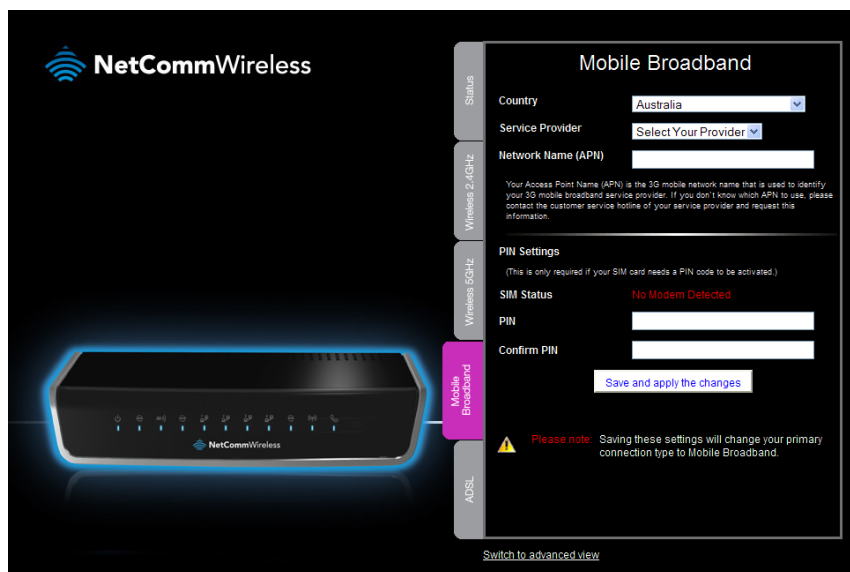 NetCommWireless
Status
Wireless 2.4GHz
Wireless 5GHz
Mobile
Broadband
ADSL
Mobile Broadband
Country
Australia
Service Provider
Select Your Provider
Network Name (APN)
Your Access Point Name (APN) is the 3G mobile network name that is used to identify
your 3G mobile broadband service provider. If you don't know which APN to use, please
contact the customer service hotline of your service provider and request this
information.
PIN Settings
(This is only required if your SIM card needs a PIN code to be activated.)
SIM Status
No Modem Detected
PIN
Confirm PIN
Save and apply the changes
Please note: Saving these settings will change your primary
connection type to Mobile Broadband.
NetCommWireless
Switch to advanced view